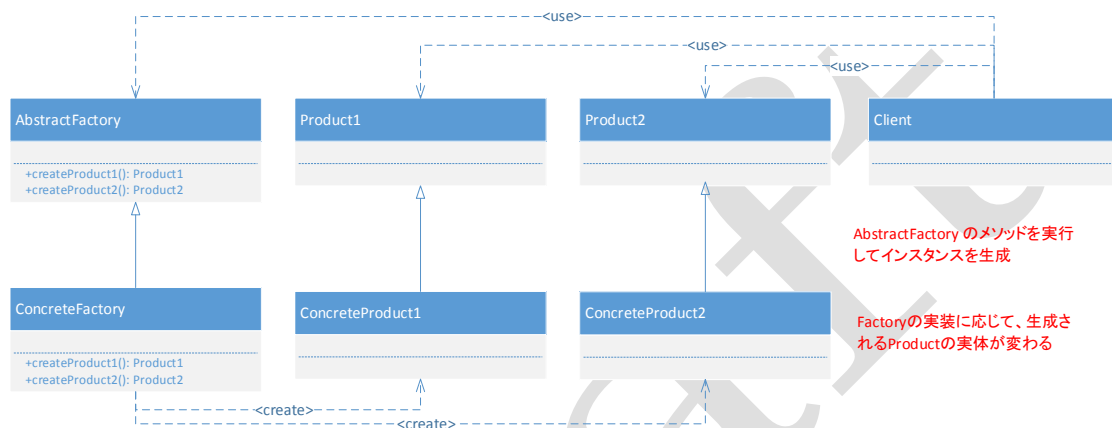 <use>
<use>
<use>
AbstractFactory
Product1
Product2
Client
+createProduct1(): Product1
+createProduct2(): Product2
AbstractFactory のメソッドを実行
してインスタンスを生成
ConcreteFactory
ConcreteProduct1
ConcreteProduct2
Factoryの実装に応じて、生成さ
れるProductの実体が変わる
+createProduct1(): Product1
+createProduct2(): Product2
<create>
<create>